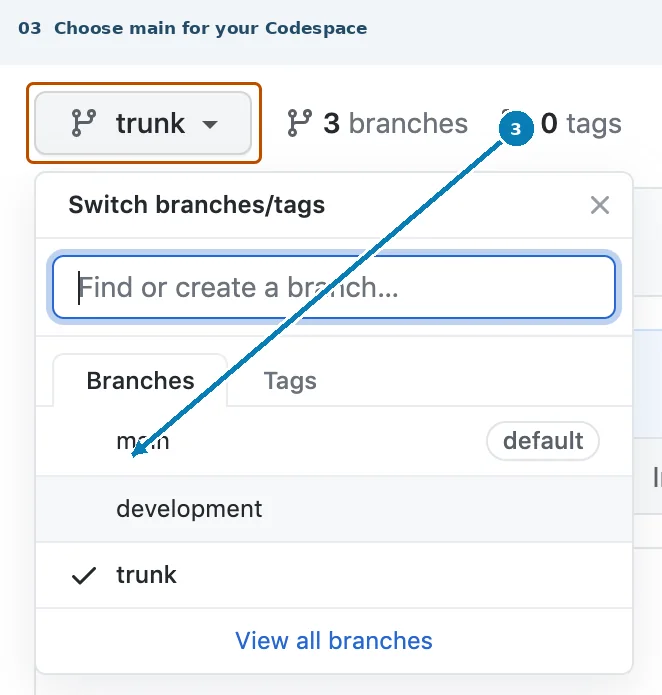 03 Choose main for your Codespace
trunk 3 branches 3 0 tags
Switch branches/tags
Find or create a branch...
Branches Tags
main default
development
trunk
View all branches